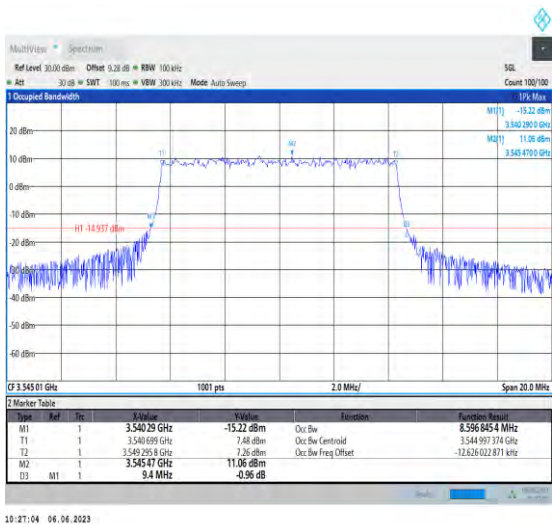 MultiView Spectrum
Ref Level 30.00 dBm Offset 9.28 dB RBW 100 kHz SGL
Att 30 dB SWT 100 ms VBW 300 kHz Mode Auto Sweep Count 100/100
1 Occupied Bandwidth 1Pk Max
M1[1] -15.22 dBm
3.540 290 0 GHz
M2[1] 11.06 dBm
3.545 470 0 GHz
20 dBm
T1 M2 T2
10 dBm
0 dBm
-10 dBm
M1
H1 -14.937 dBm
D3
-20 dBm
-30 dBm
-40 dBm
-50 dBm
-60 dBm
CF 3.545 01 GHz 1001 pts 2.0 MHz/ Span 20.0 MHz
2 Marker Table
Type Ref Trc X-Value Y-Value Function Function Result
M1 1 3.540 29 GHz -15.22 dBm Occ Bw 8.596 845 4 MHz
T1 1 3.540 699 GHz 7.48 dBm Occ Bw Centroid 3.544 997 374 GHz
T2 1 3.549 295 8 GHz 7.26 dBm Occ Bw Freq Offset -12.626 022 871 kHz
M2 1 3.545 47 GHz 11.06 dBm
D3 M1 1 9.4 MHz -0.96 dB
10:27:04 06.06.2023